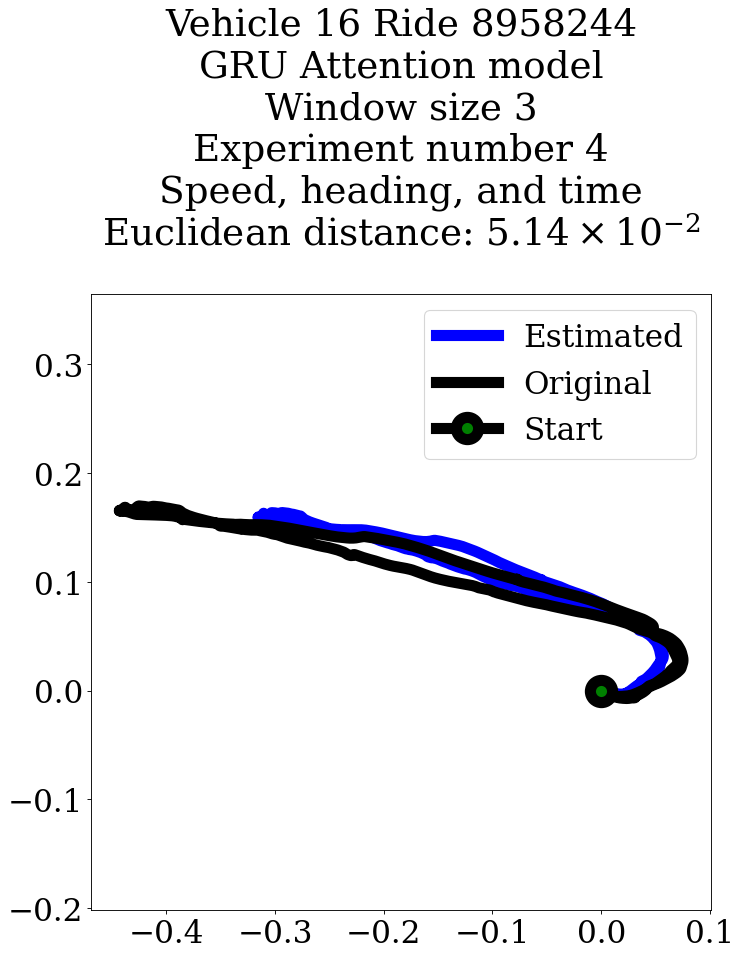 Vehicle 16 Ride 8958244
GRU Attention model
Window size 3
Experiment number 4
Speed, heading, and time
Euclidean distance: 5.14 × 10⁻²
Estimated
Original
Start
0.3
0.2
0.1
0.0
−0.1
−0.2
−0.4 −0.3 −0.2 −0.1 0.0 0.1